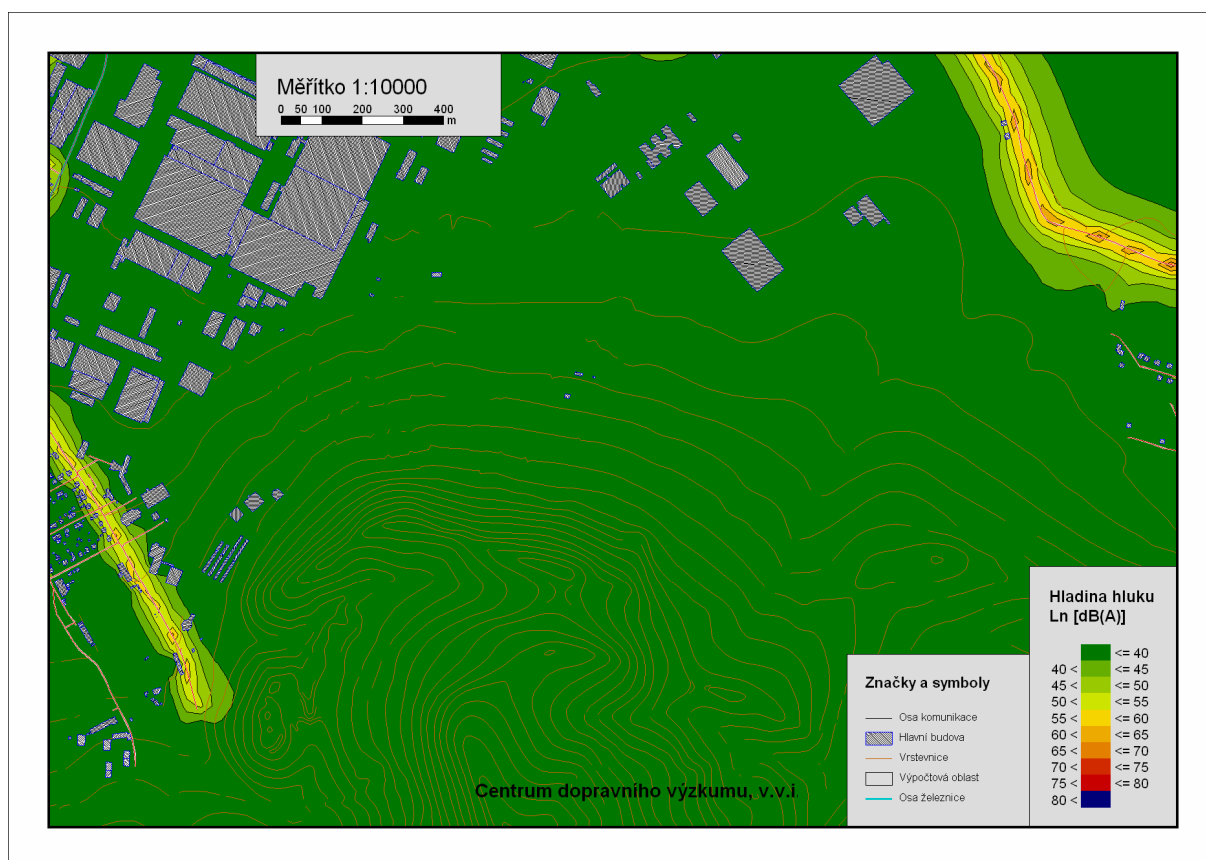 Měřítko 1:10000
0 50 100 200 300 400
m
Hladina hluku
Ln [dB(A)]
<= 40
40 < <= 45
45 < <= 50
50 < <= 55
55 < <= 60
60 < <= 65
65 < <= 70
70 < <= 75
75 < <= 80
80 <
Značky a symboly
Osa komunikace
Hlavní budova
Vrstevnice
Výpočtová oblast
Osa železnice
Centrum dopravního výzkumu, v.v.i.